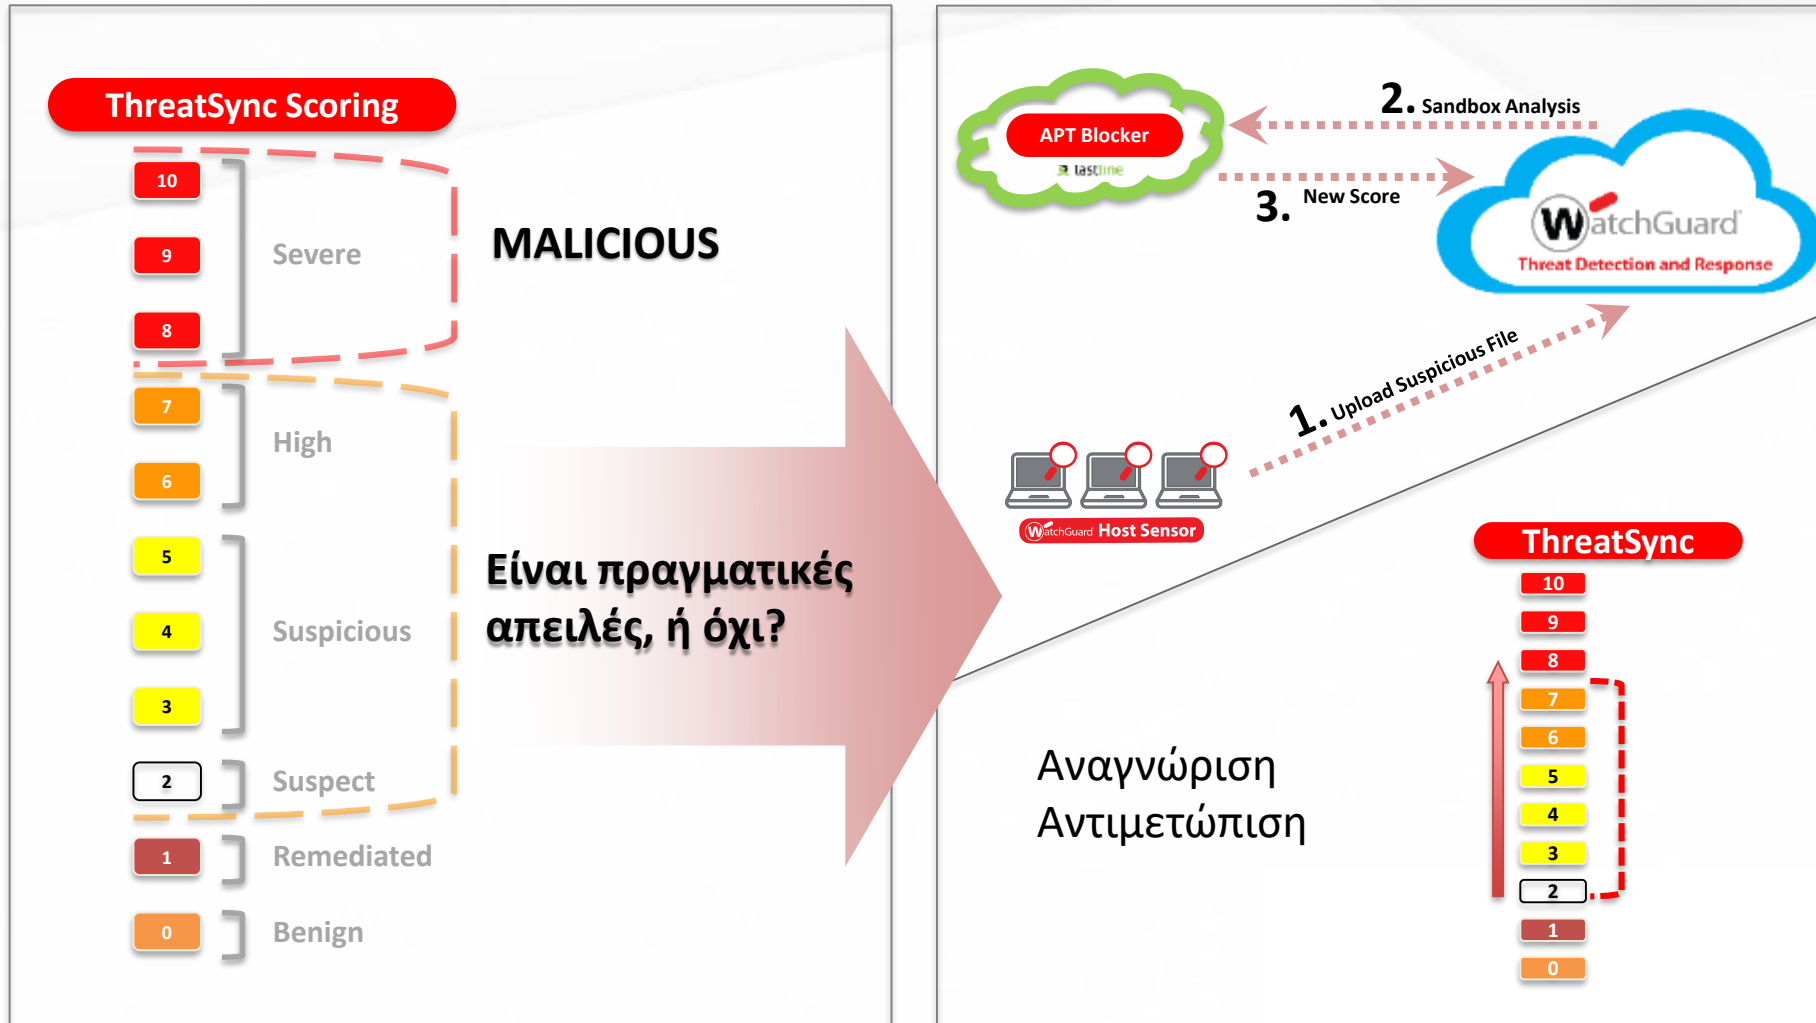 ThreatSync Scoring
10
9
8
Severe
MALICIOUS
7
6
High
5
4
3
Suspicious
Είναι πραγματικές
απειλές, ή όχι?
2
Suspect
1
Remediated
0
Benign
APT Blocker
lastline
2. Sandbox Analysis
3. New Score
WatchGuard
Threat Detection and Response
1. Upload Suspicious File
WatchGuard Host Sensor
ThreatSync
10
9
8
7
6
5
4
3
2
1
0
Αναγνώριση
Αντιμετώπιση